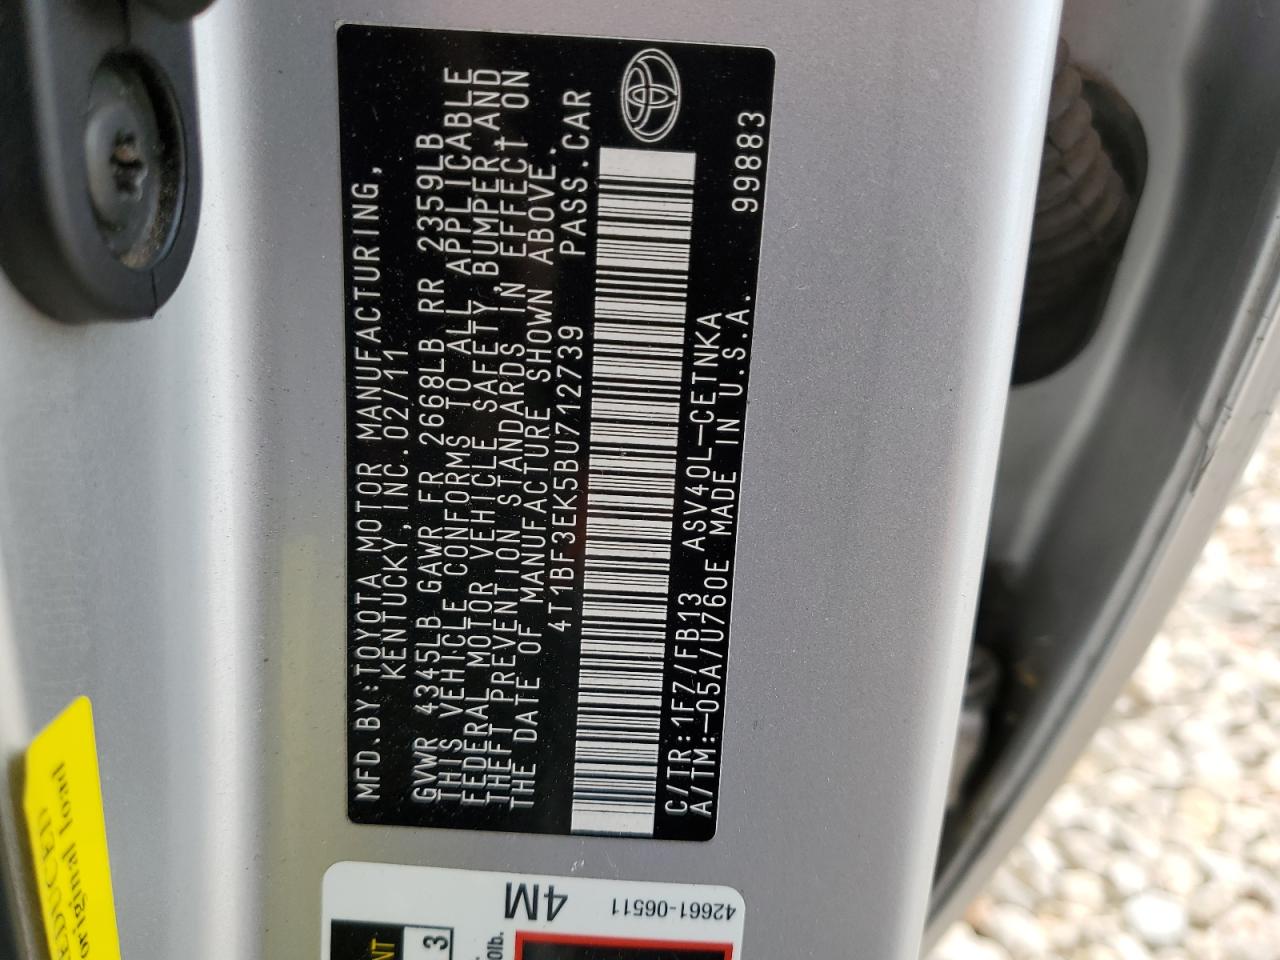 MFD.BY:TOYOTA MOTOR MANUFACTURING,
KENTUCKY,INC.02/11
GVWR 4345LB GAWR FR 2668LB RR 2359LB
THIS VEHICLE CONFORMS TO ALL APPLICABLE
FEDERAL MOTOR VEHICLE SAFETY,BUMPER,AND
THEFT PREVENTION STANDARDS IN EFFECT ON
THE DATE OF MANUFACTURE SHOWN ABOVE.
4T1BF3EK5BU712739 PASS.CAR
C/TR:1F7/FB13 ASV40L-CETNKA
A/TM:-05A/U760E MADE IN U.S.A. 99883
4M
42661-06511
3
original load